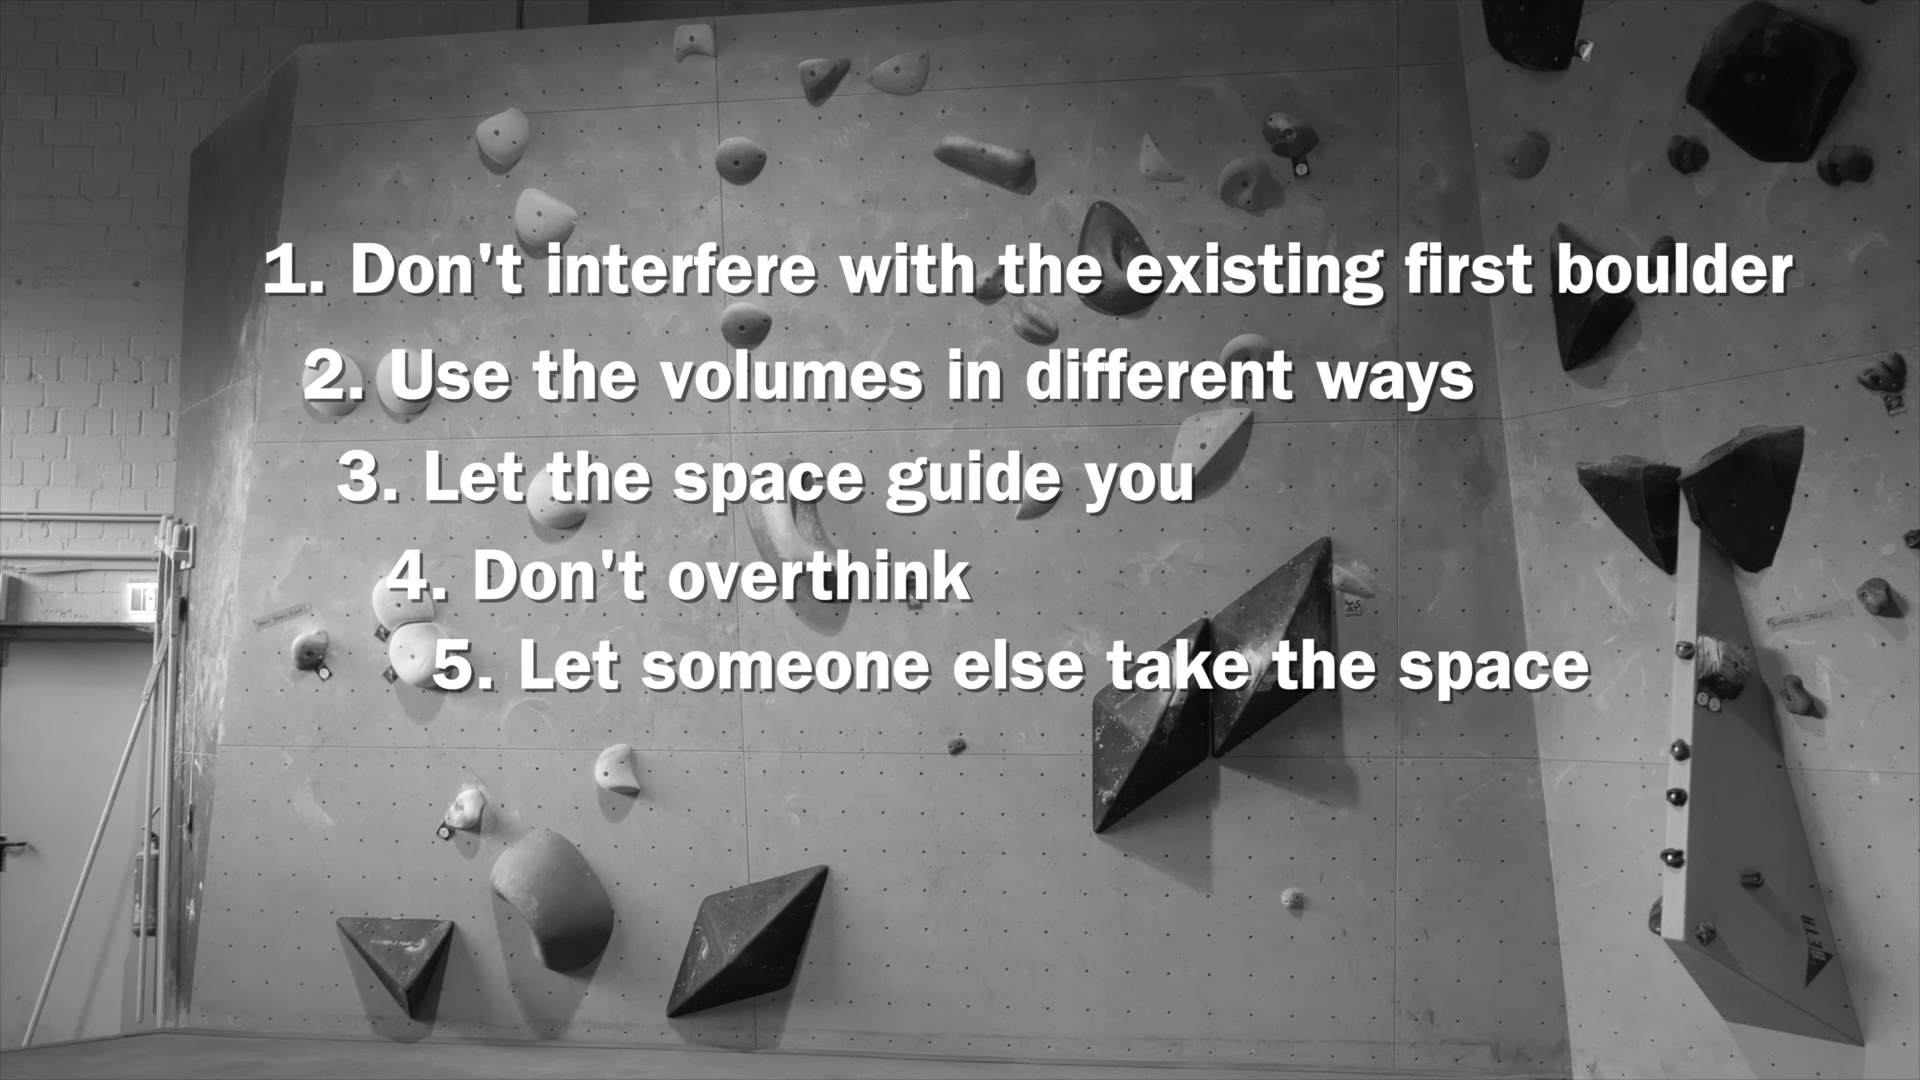 1. Don't interfere with the existing first boulder
2. Use the volumes in different ways
3. Let the space guide you
4. Don't overthink
5. Let someone else take the space
BETA